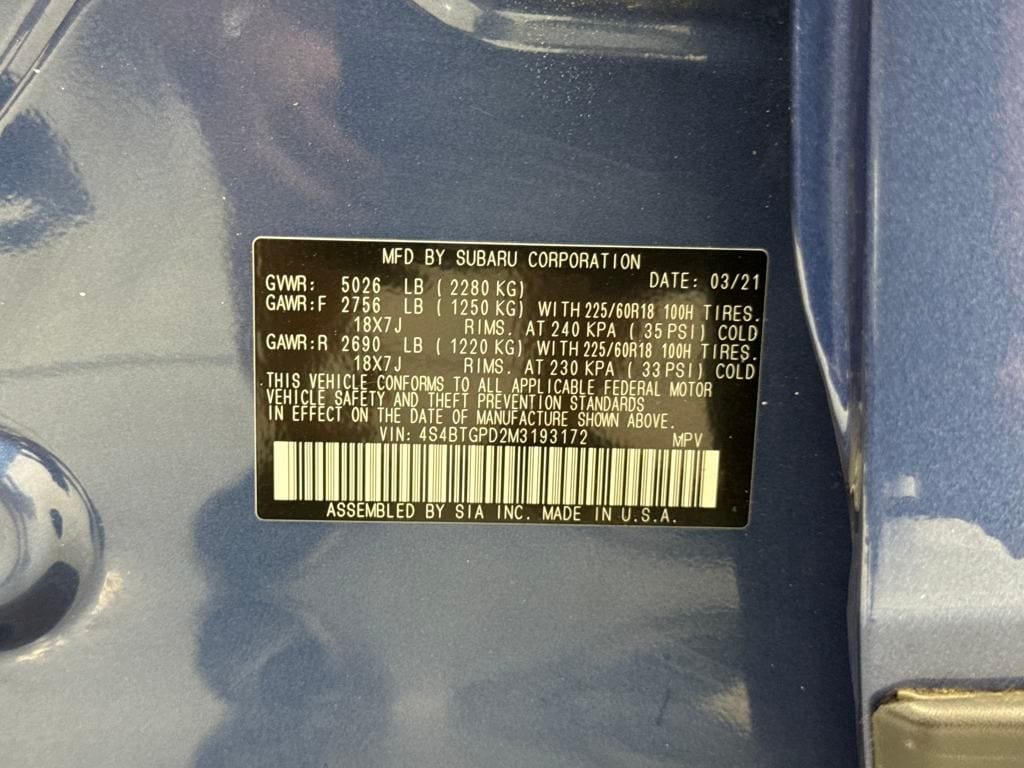 MFD BY SUBARU CORPORATION
GVWR: 5026 LB ( 2280 KG) DATE: 03/21
GAWR:F 2756 LB ( 1250 KG) WITH 225/60R18 100H TIRES.
18X7J RIMS. AT 240 KPA ( 35 PSI) COLD
GAWR:R 2690 LB ( 1220 KG) WITH 225/60R18 100H TIRES.
18X7J RIMS. AT 230 KPA ( 33 PSI) COLD
THIS VEHICLE CONFORMS TO ALL APPLICABLE FEDERAL MOTOR
VEHICLE SAFETY AND THEFT PREVENTION STANDARDS
IN EFFECT ON THE DATE OF MANUFACTURE SHOWN ABOVE.
VIN: 4S4BTGPD2M3193172 MPV
ASSEMBLED BY SIA INC. MADE IN U.S.A.